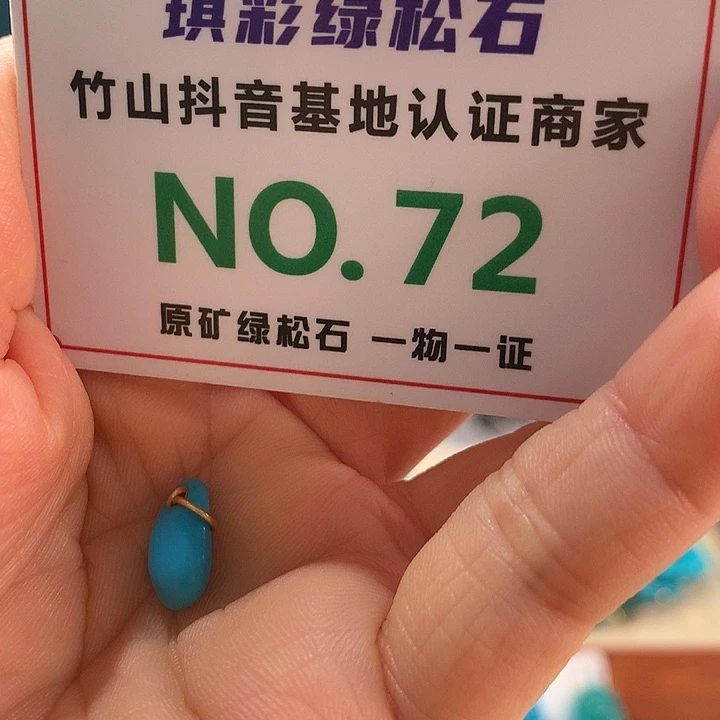 琪彩绿松石
竹山抖音基地认证商家
NO.72
原矿绿松石 一物一证